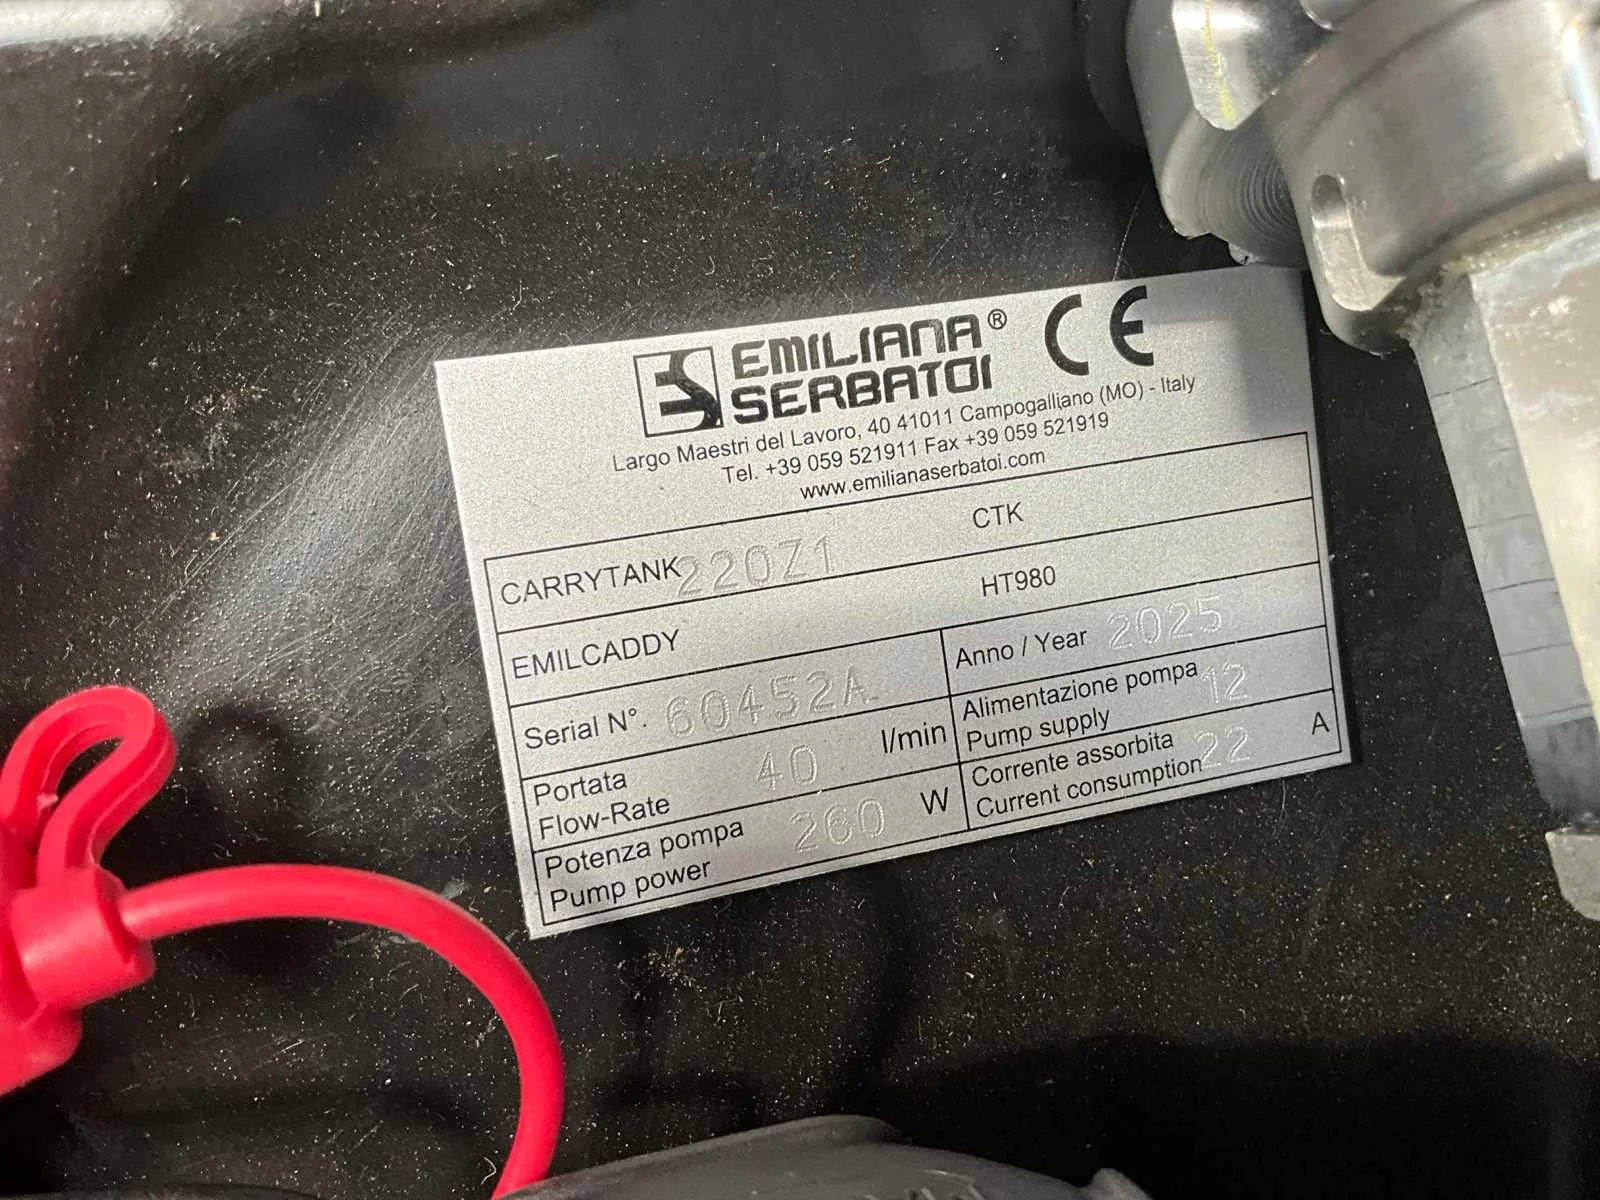 EMILIANA®
SERBATOI
CE
Largo Maestri del Lavoro, 40 41011 Campogalliano (MO) - Italy
Tel. +39 059 521911 Fax +39 059 521919
www.emilianaserbatoi.com
CARRYTANK 220Z1 CTK
EMILCADDY HT980
Serial N°. 60452A Anno / Year 2025
Portata 40 l/min Alimentazione pompa 12
Flow-Rate Pump supply
Potenza pompa 260 W Corrente assorbita 22 A
Pump power Current consumption